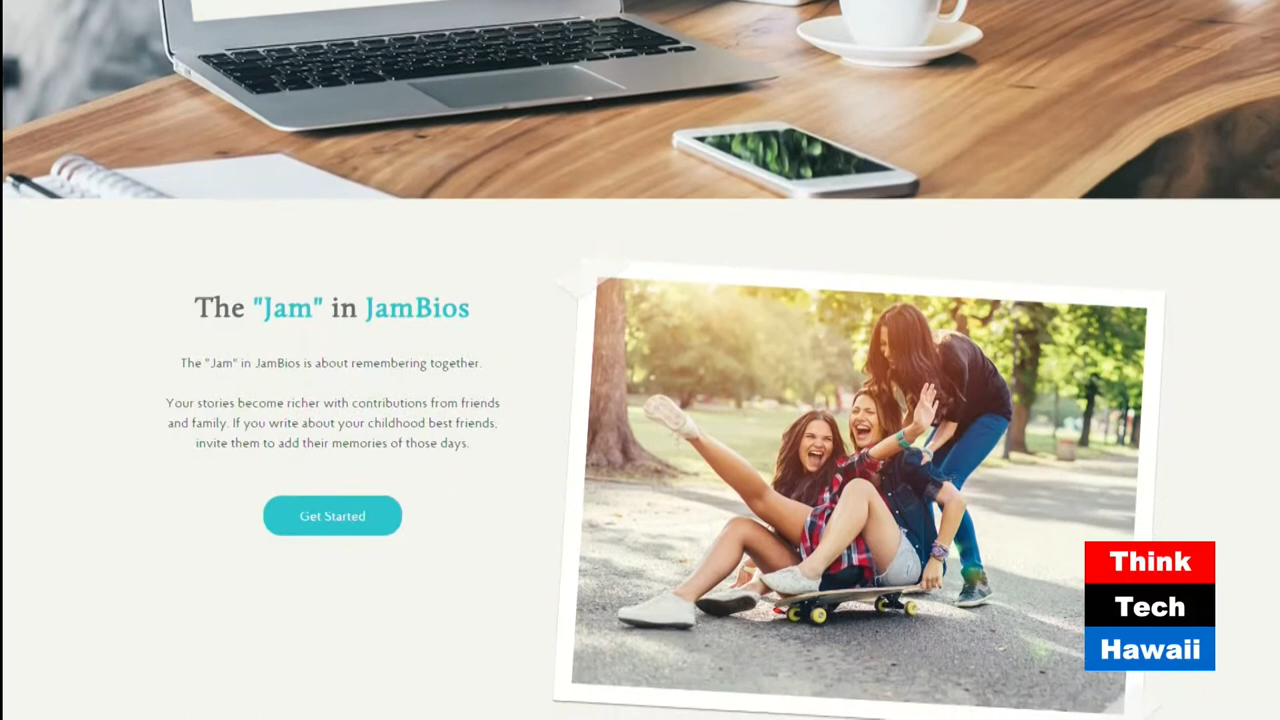 The "Jam" in JamBios
The "Jam" in JamBios is about remembering together.
Your stories become richer with contributions from friends
and family. If you write about your childhood best friends,
invite them to add their memories of those days.
Get Started
Think
Tech
Hawaii